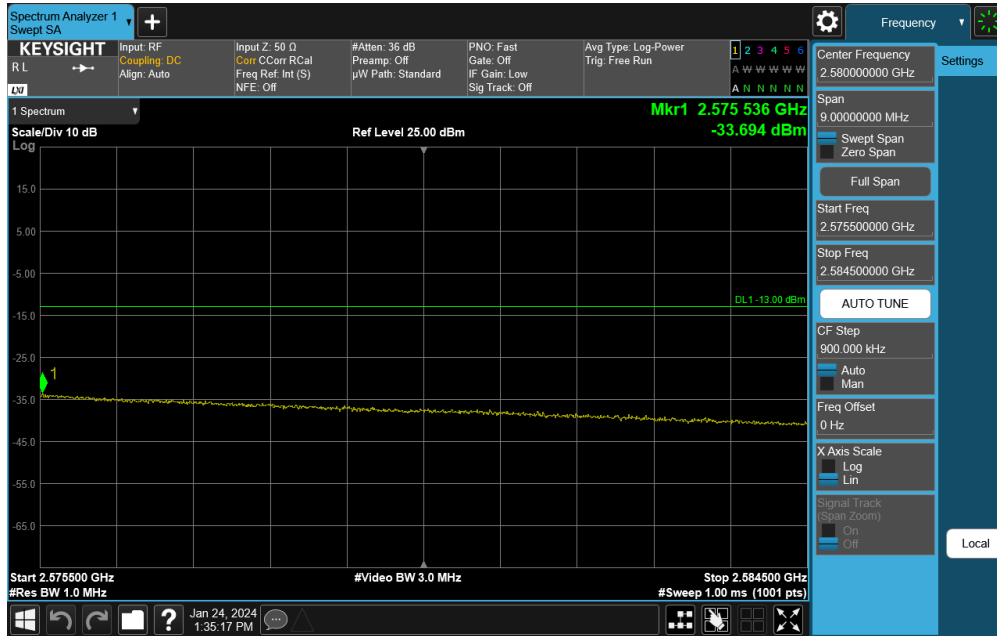 Spectrum Analyzer 1
Swept SA
+
Frequency
KEYSIGHT
R L
LXI
Input: RF
Coupling: DC
Align: Auto
Input Z: 50 Ω
Corr CCorr RCal
Freq Ref: Int (S)
NFE: Off
#Atten: 36 dB
Preamp: Off
µW Path: Standard
PNO: Fast
Gate: Off
IF Gain: Low
Sig Track: Off
Avg Type: Log-Power
Trig: Free Run
1 2 3 4 5 6
A W W W W W
A N N N N N
1 Spectrum
Scale/Div 10 dB
Log
Ref Level 25.00 dBm
Mkr1 2.575 536 GHz
-33.694 dBm
15.0
5.00
-5.00
-15.0
-25.0
-35.0
-45.0
-55.0
-65.0
DL1 -13.00 dBm
1
Start 2.575500 GHz
#Res BW 1.0 MHz
#Video BW 3.0 MHz
Stop 2.584500 GHz
#Sweep 1.00 ms (1001 pts)
Center Frequency
2.580000000 GHz
Span
9.00000000 MHz
Swept Span
Zero Span
Full Span
Start Freq
2.575500000 GHz
Stop Freq
2.584500000 GHz
AUTO TUNE
CF Step
900.000 kHz
Auto
Man
Freq Offset
0 Hz
X Axis Scale
Log
Lin
Signal Track
(Span Zoom)
On
Off
Settings
Local
?
Jan 24, 2024
1:35:17 PM